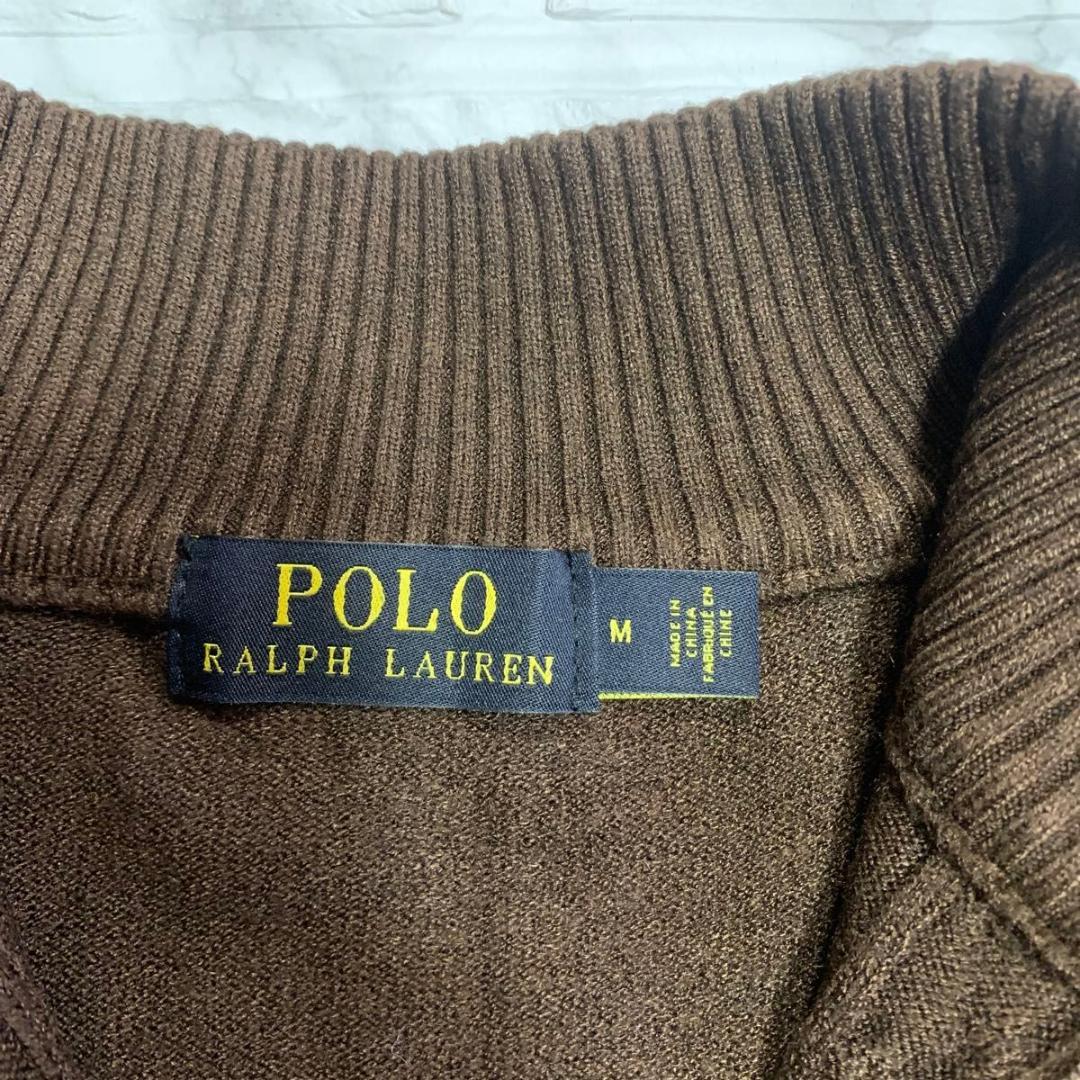 POLO
RALPH LAUREN
M
MADE IN
CHINA
FABRIQUÉ EN
CHINE